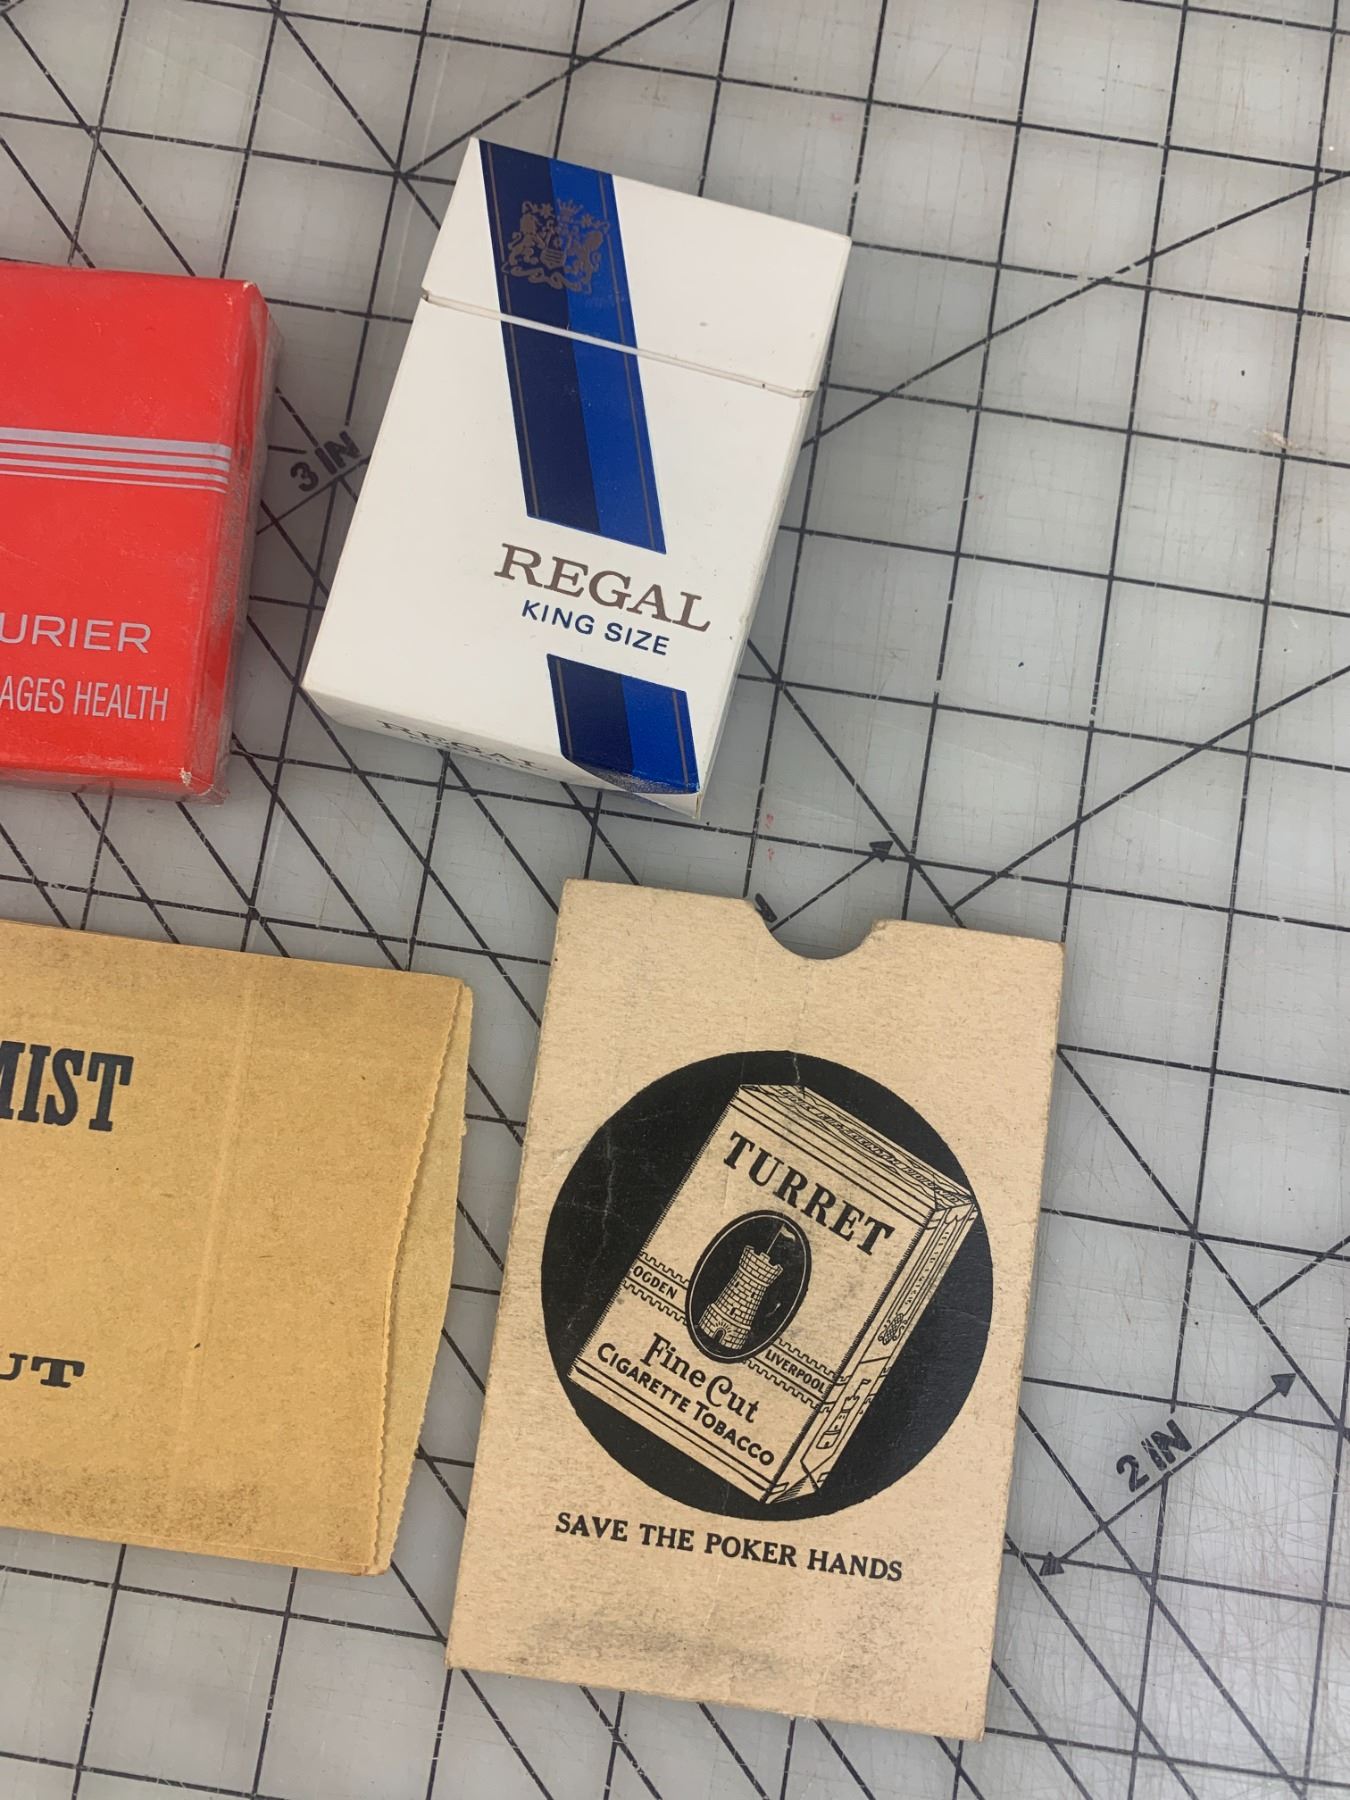 3 IN
URIER
AGES HEALTH
REGAL
KING SIZE
REGAL
MIST
UT
TURRET
OGDEN
LIVERPOOL
Fine Cut
CIGARETTE TOBACCO
SAVE THE POKER HANDS
2 IN